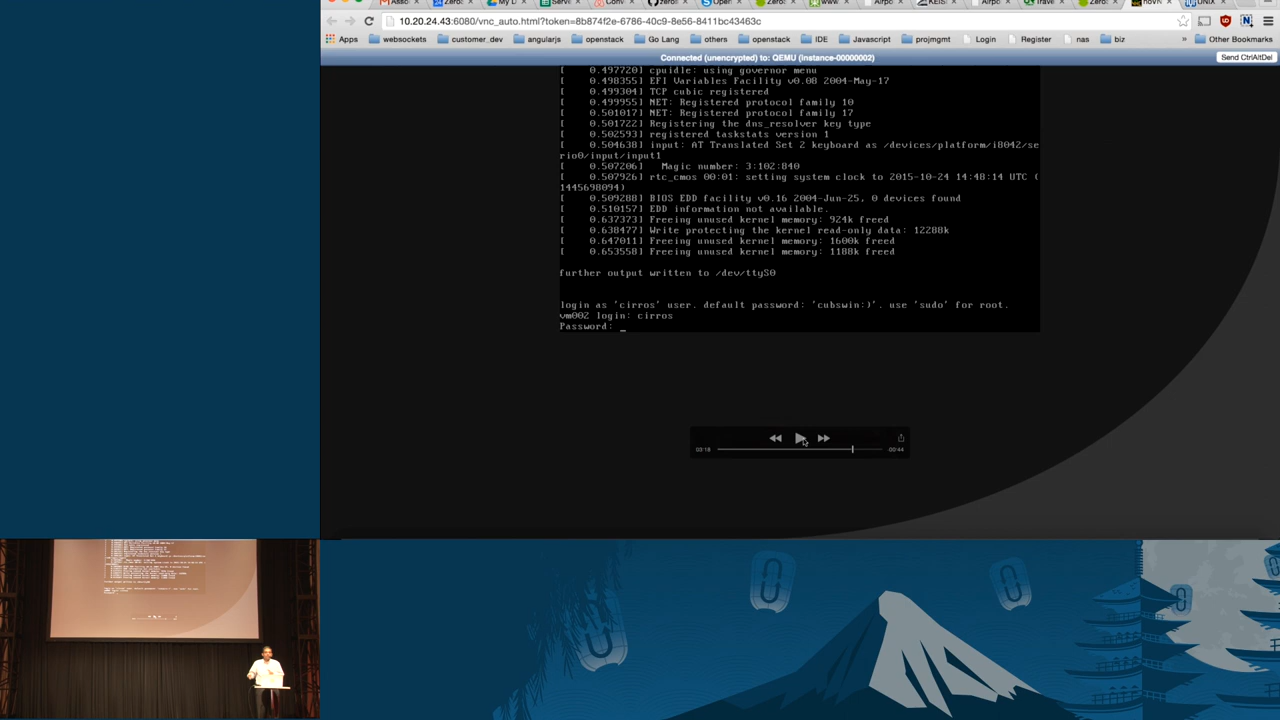 10.20.24.43:6080/vnc_auto.html?token=8b874f2e-6786-40c9-8e56-8411bc43463c
Apps websockets customer_dev angularjs openstack Go Lang others openstack IDE Javascript projmgmt Login Register nas biz » Other Bookmarks
Connected (unencrypted) to: QEMU (instance-00000002)
Send CtrlAltDel
[ 0.497720] cpuidle: using governor menu
[ 0.498355] EFI Variables Facility v0.08 2004-May-17
[ 0.499304] TCP cubic registered
[ 0.499955] NET: Registered protocol family 10
[ 0.501017] NET: Registered protocol family 17
[ 0.501722] Registering the dns_resolver key type
[ 0.502593] registered taskstats version 1
[ 0.504638] input: AT Translated Set 2 keyboard as /devices/platform/i8042/se
rio0/input/input1
[ 0.507206]   Magic number: 3:102:840
[ 0.507926] rtc_cmos 00:01: setting system clock to 2015-10-24 14:48:14 UTC (
1445698094)
[ 0.509288] BIOS EDD facility v0.16 2004-Jun-25, 0 devices found
[ 0.510157] EDD information not available.
[ 0.637373] Freeing unused kernel memory: 924k freed
[ 0.638477] Write protecting the kernel read-only data: 12288k
[ 0.647011] Freeing unused kernel memory: 1600k freed
[ 0.653558] Freeing unused kernel memory: 1188k freed
further output written to /dev/ttyS0
login as 'cirros' user. default password: 'cubswin:)'. use 'sudo' for root.
vm002 login: cirros
Password: _
03:18
00:44